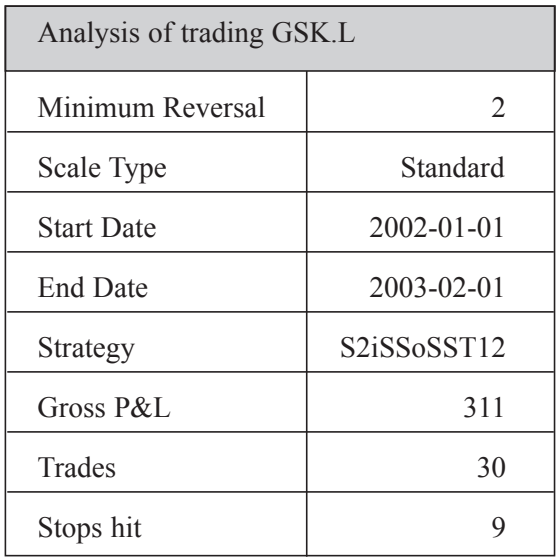 Analysis of trading GSK.L
Minimum Reversal 2
Scale Type Standard
Start Date 2002-01-01
End Date 2003-02-01
Strategy S2iSSoSST12
Gross P&L 311
Trades 30
Stops hit 9